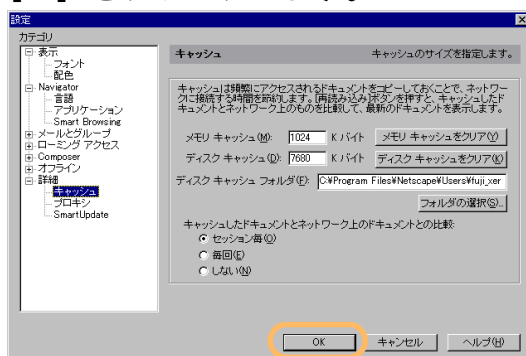 設定
カテゴリ
表示
フォント
配色
Navigator
言語
アプリケーション
Smart Browsing
メールとグループ
ローミング アクセス
Composer
オフライン
詳細
キャッシュ
プロキシ
SmartUpdate
キャッシュ キャッシュのサイズを指定します。
キャッシュは頻繁にアクセスされるドキュメントをコピーしておくことで、ネットワー
クに接続する時間を節約します。[再読み込み]ボタンを押すと、キャッシュしたド
キュメントとネットワーク上のものを比較して、最新のドキュメントを表示します。
メモリ キャッシュ(M): 1024 K バイト メモリ キャッシュをクリア(Y)
ディスク キャッシュ(D): 7680 K バイト ディスク キャッシュをクリア(K)
ディスク キャッシュ フォルダ(F): C:¥Program Files¥Netscape¥Users¥fuji_xer
フォルダの選択(S)...
キャッシュしたドキュメントとネットワーク上のドキュメントとの比較:
セッション毎(O)
毎回(E)
しない(N)
OK キャンセル ヘルプ(H)